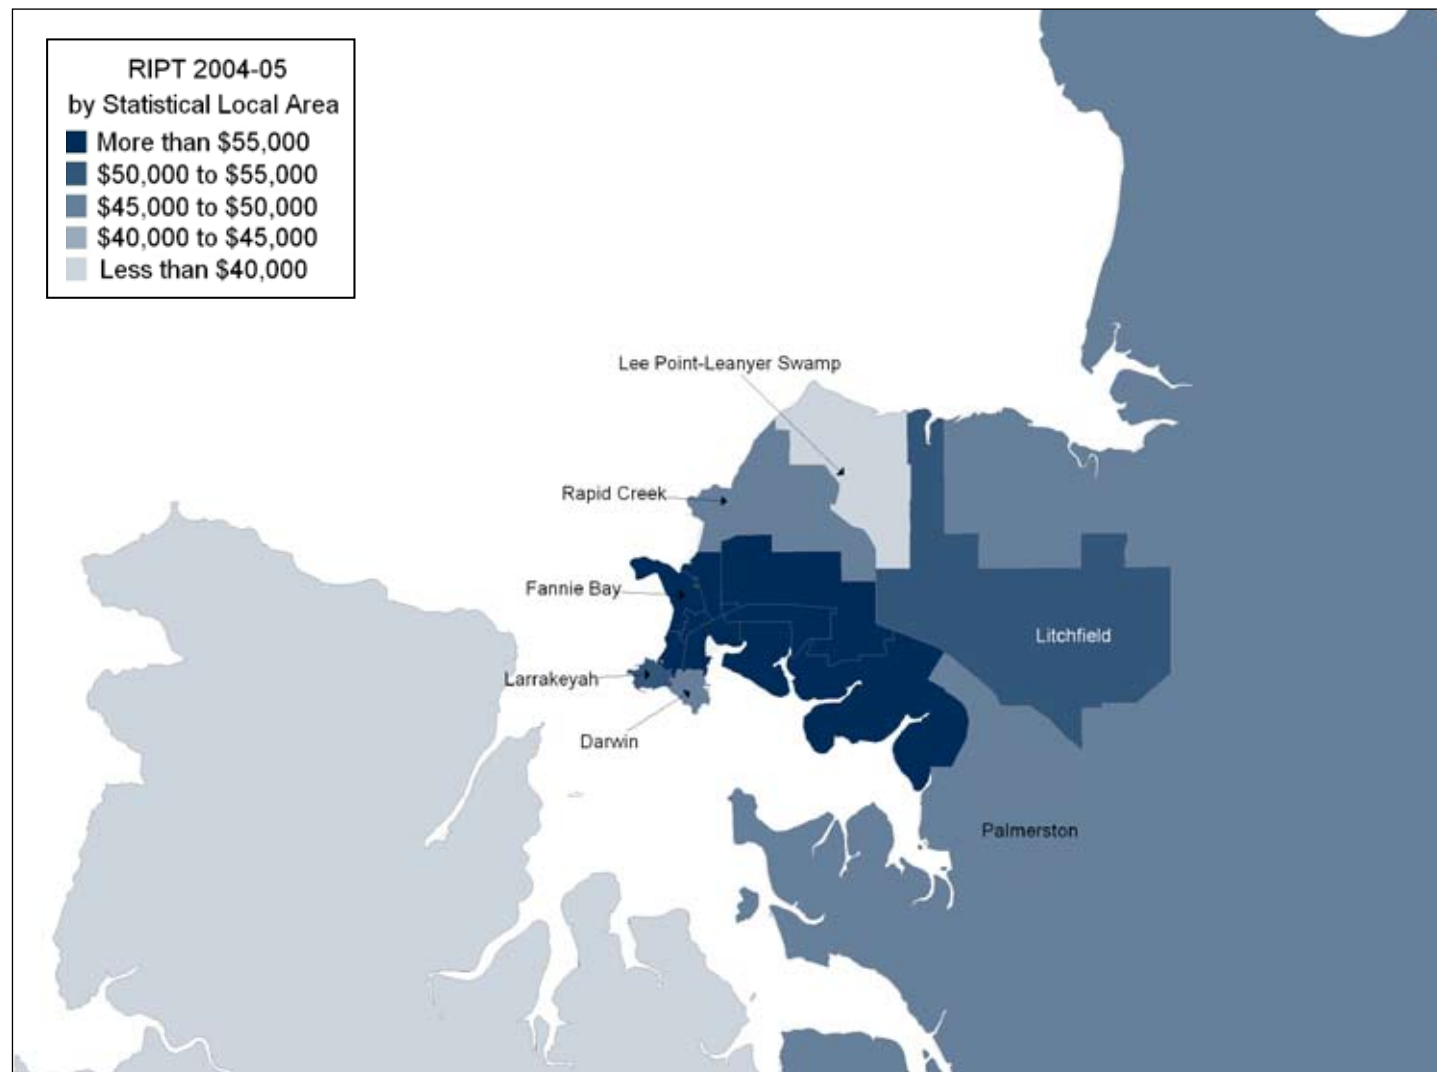 RIPT 2004-05
by Statistical Local Area
More than $55,000
$50,000 to $55,000
$45,000 to $50,000
$40,000 to $45,000
Less than $40,000
Lee Point-Leanyer Swamp
Rapid Creek
Fannie Bay
Litchfield
Larrakeyah
Darwin
Palmerston